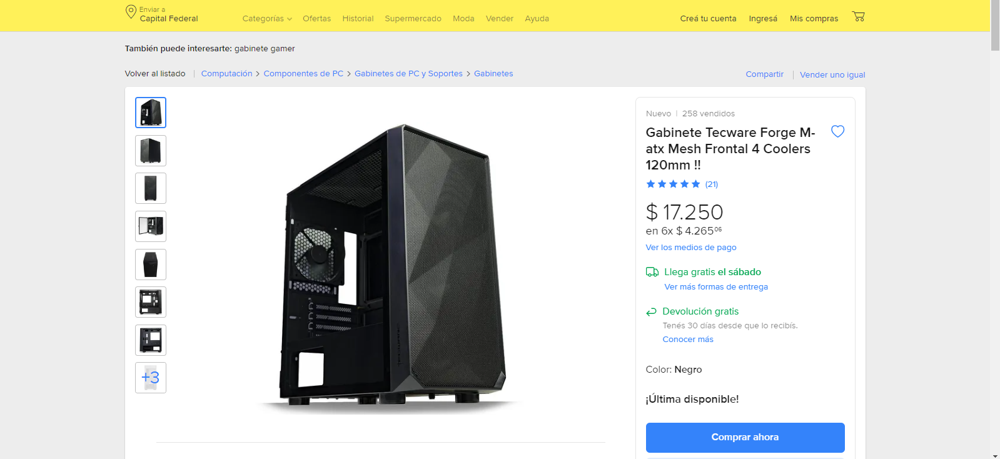 Enviar a
Capital Federal
Categorías
Ofertas
Historial
Supermercado
Moda
Vender
Ayuda
Creá tu cuenta
Ingresá
Mis compras
También puede interesarte: gabinete gamer
Volver al listado
Computación > Componentes de PC > Gabinetes de PC y Soportes > Gabinetes
Compartir
Vender uno igual
+3
Nuevo | 258 vendidos
Gabinete Tecware Forge M-
atx Mesh Frontal 4 Coolers
120mm !!
(21)
$ 17.250
en 6x $ 4.265⁰⁶
Ver los medios de pago
Llega gratis el sábado
Ver más formas de entrega
Devolución gratis
Tenés 30 días desde que lo recibís.
Conocer más
Color: Negro
¡Última disponible!
Comprar ahora